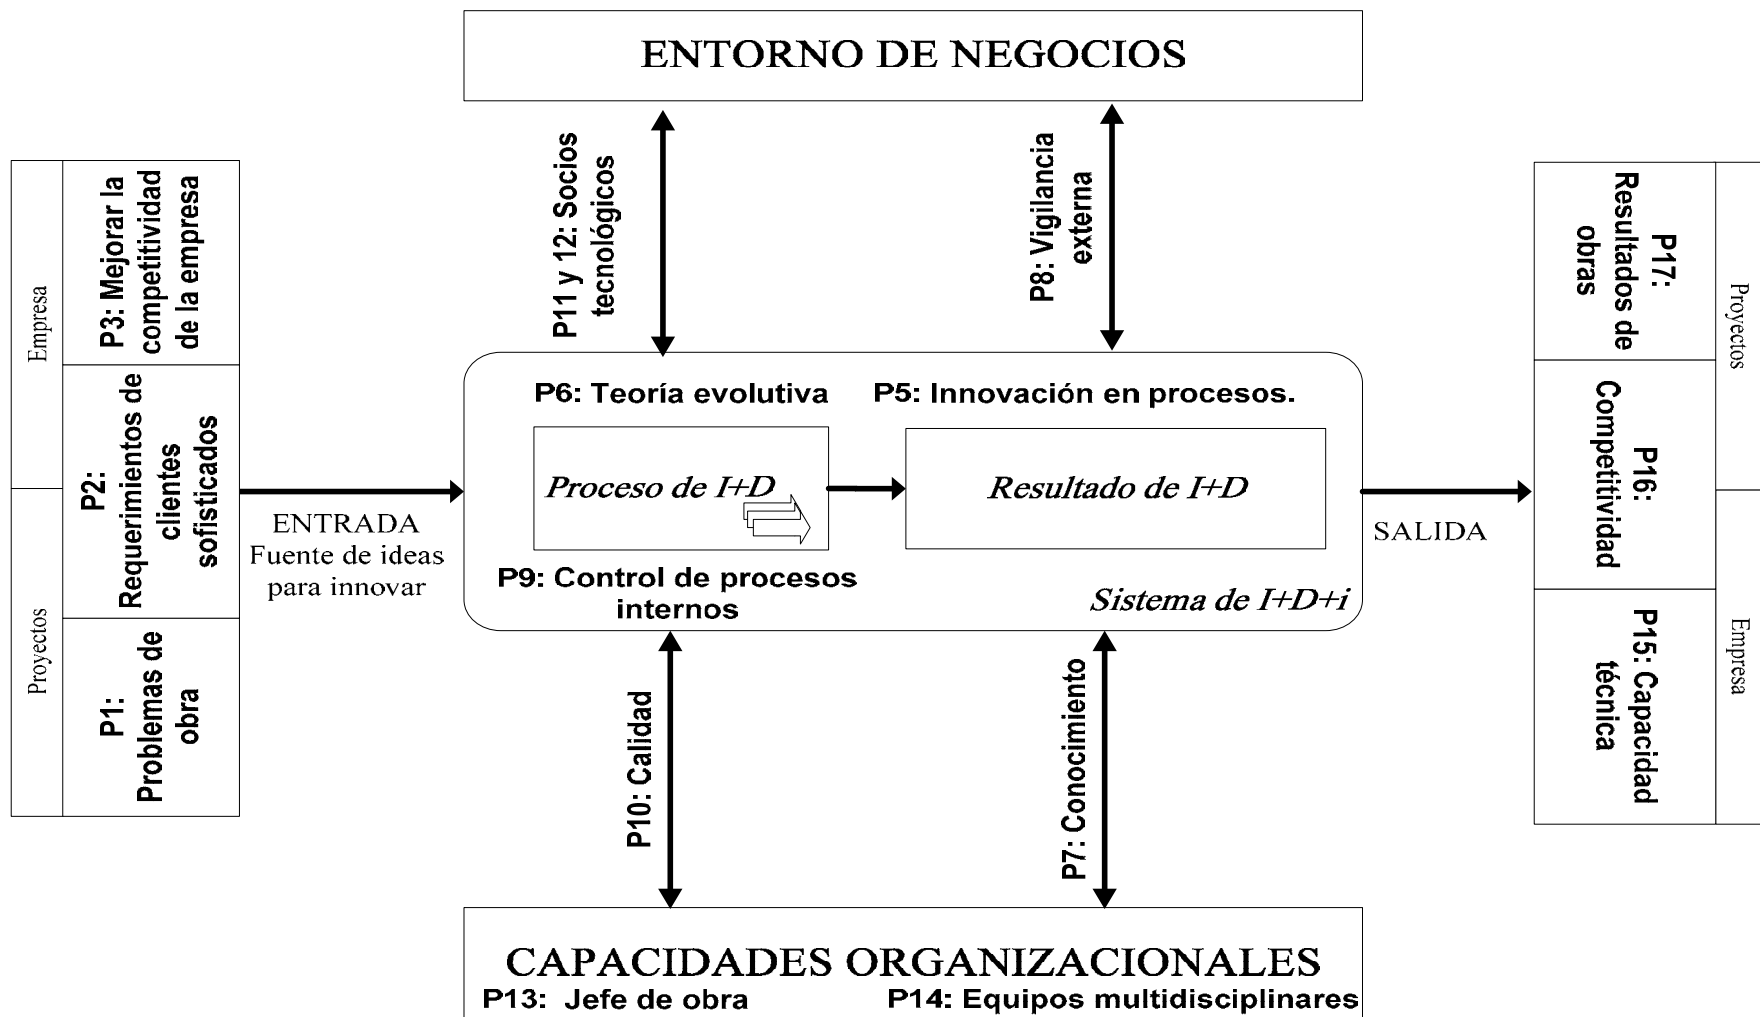 ENTORNO DE NEGOCIOS
P11 y 12: Socios
tecnológicos
P8: Vigilancia
externa
Empresa
Proyectos
P3: Mejorar la
competitividad
de la empresa
P2:
Requerimientos de
clientes
sofisticados
P1:
Problemas de
obra
ENTRADA
Fuente de ideas
para innovar
P6: Teoría evolutiva
P5: Innovación en procesos.
Proceso de I+D
Resultado de I+D
P9: Control de procesos
internos
Sistema de I+D+i
SALIDA
P17:
Resultados de
obras
P16:
Competitividad
P15: Capacidad
técnica
Proyectos
Empresa
P10: Calidad
P7: Conocimiento
CAPACIDADES ORGANIZACIONALES
P13: Jefe de obra
P14: Equipos multidisciplinares